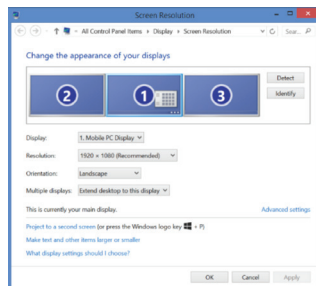 Screen Resolution
All Control Panel Items Display Screen Resolution
Sear...
Change the appearance of your displays
2 1 3
Detect
Identify
Display: 1. Mobile PC Display
Resolution: 1920 × 1080 (Recommended)
Orientation: Landscape
Multiple displays: Extend desktop to this display
This is currently your main display. Advanced settings
Project to a second screen (or press the Windows logo key + P)
Make text and other items larger or smaller
What display settings should I choose?
OK Cancel Apply